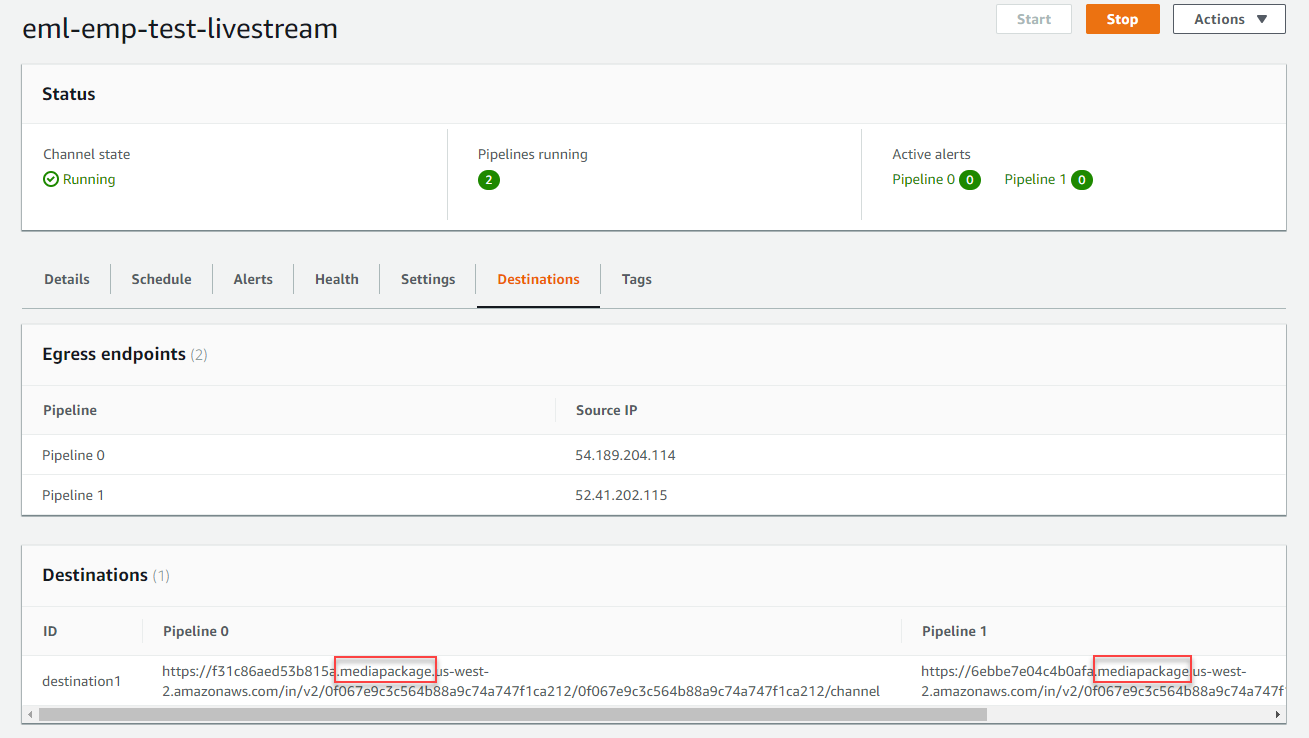 eml-emp-test-livestream
Start Stop Actions
Status
Channel state Pipelines running Active alerts
Running 2 Pipeline 0 0 Pipeline 1 0
Details Schedule Alerts Health Settings Destinations Tags
Egress endpoints (2)
Pipeline Source IP
Pipeline 0 54.189.204.114
Pipeline 1 52.41.202.115
Destinations (1)
ID Pipeline 0 Pipeline 1
destination1
https://f31c86aed53b815a.mediapackage.us-west-
2.amazonaws.com/in/v2/0f067e9c3c564b88a9c74a747f1ca212/0f067e9c3c564b88a9c74a747f1ca212/channel
https://6ebbe7e04c4b0afa.mediapackage.us-west-
2.amazonaws.com/in/v2/0f067e9c3c564b88a9c74a747f